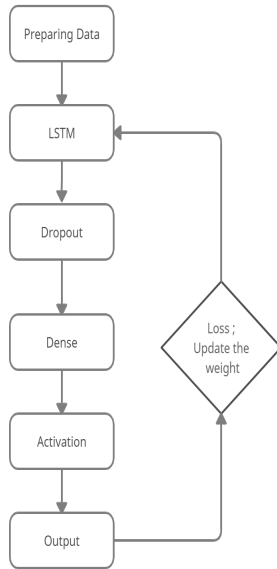 Preparing Data
LSTM
Dropout
Dense
Loss ;
Update the
weight
Activation
Output